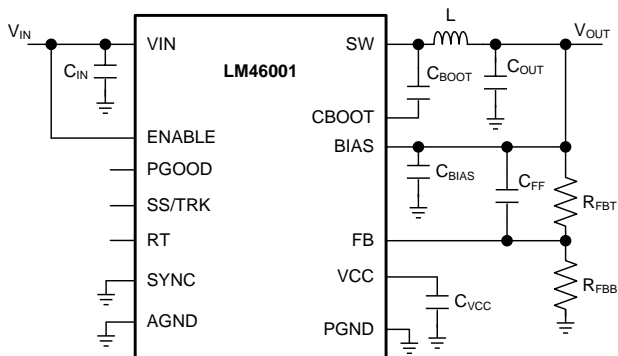 VIN
VIN
CIN
LM46001
SW
L
VOUT
CBOOT
COUT
CBOOT
ENABLE
BIAS
PGOOD
CBIAS
CFF
RFBT
SS/TRK
RT
FB
SYNC
VCC
RFBB
CVCC
AGND
PGND